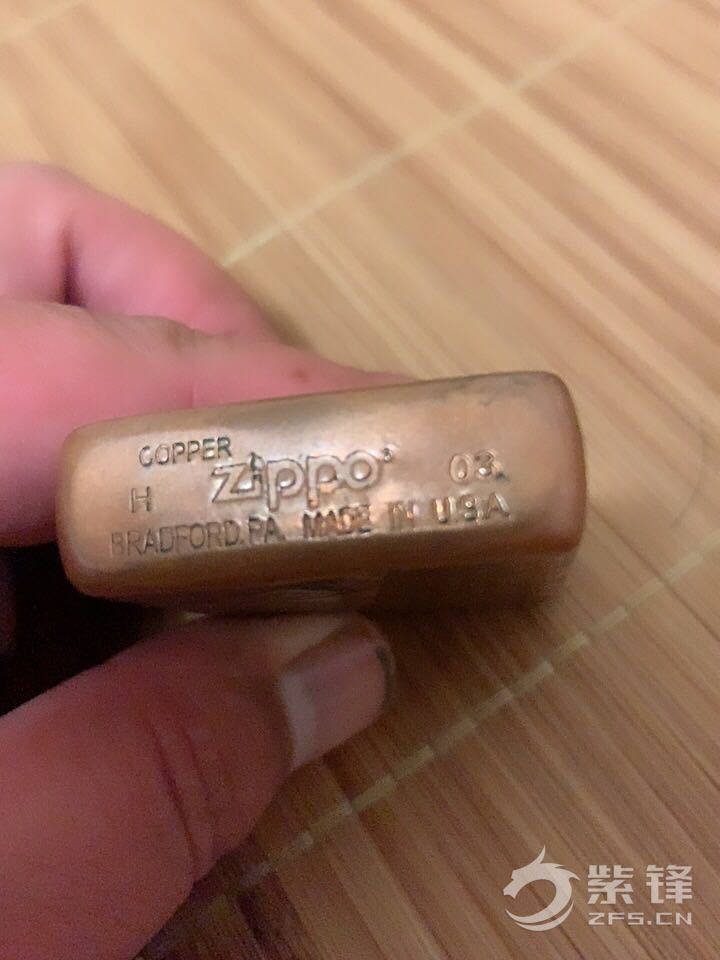 COPPER
H zippo® 03
BRADFORD.PA. MADE IN U.S.A
紫锋
ZFS.CN